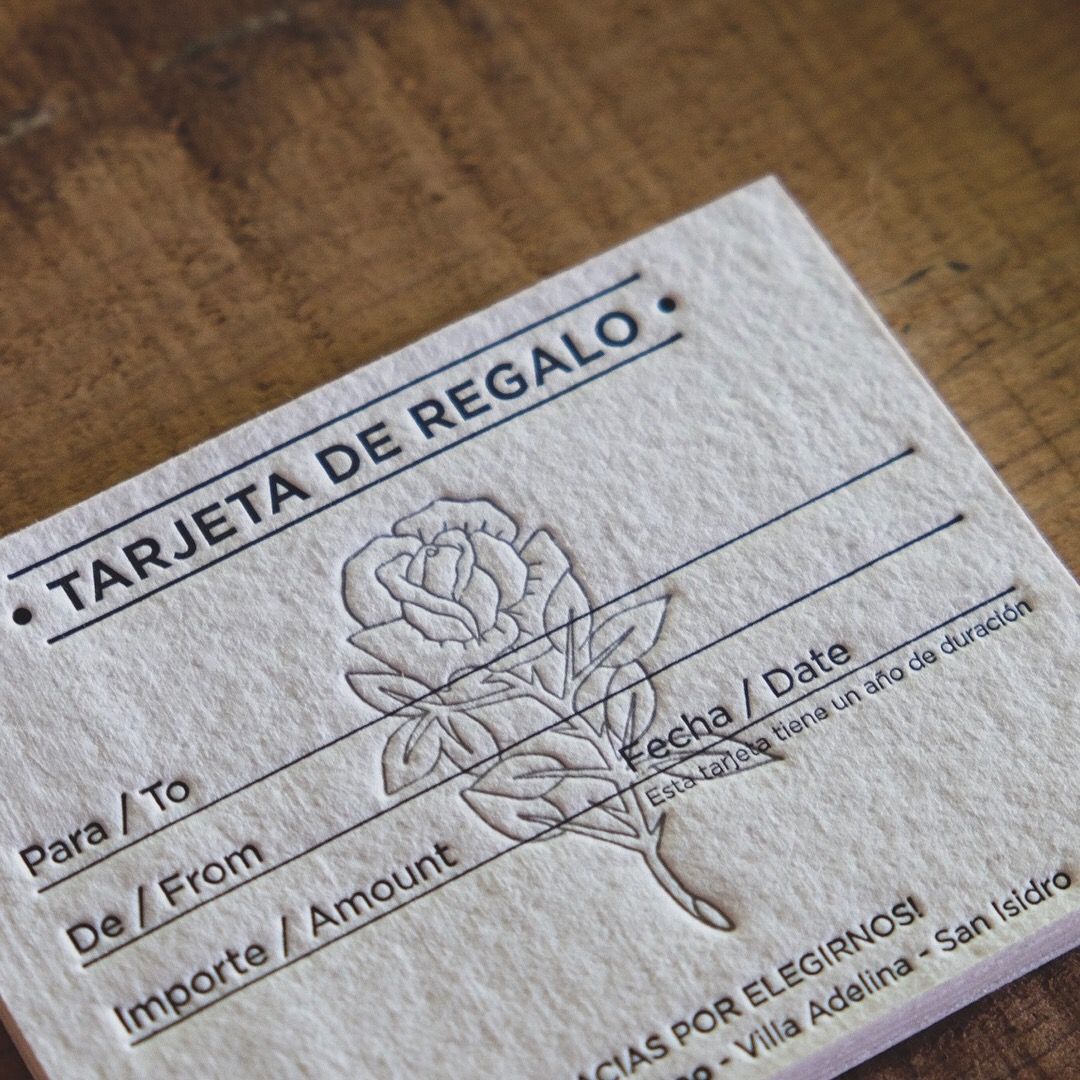 • TARJETA DE REGALO •
Para / To
De / From
Importe / Amount
Fecha / Date
Esta tarjeta tiene un año de duración
POR ELEGIRNOS!
- Villa Adelina - San Isidro